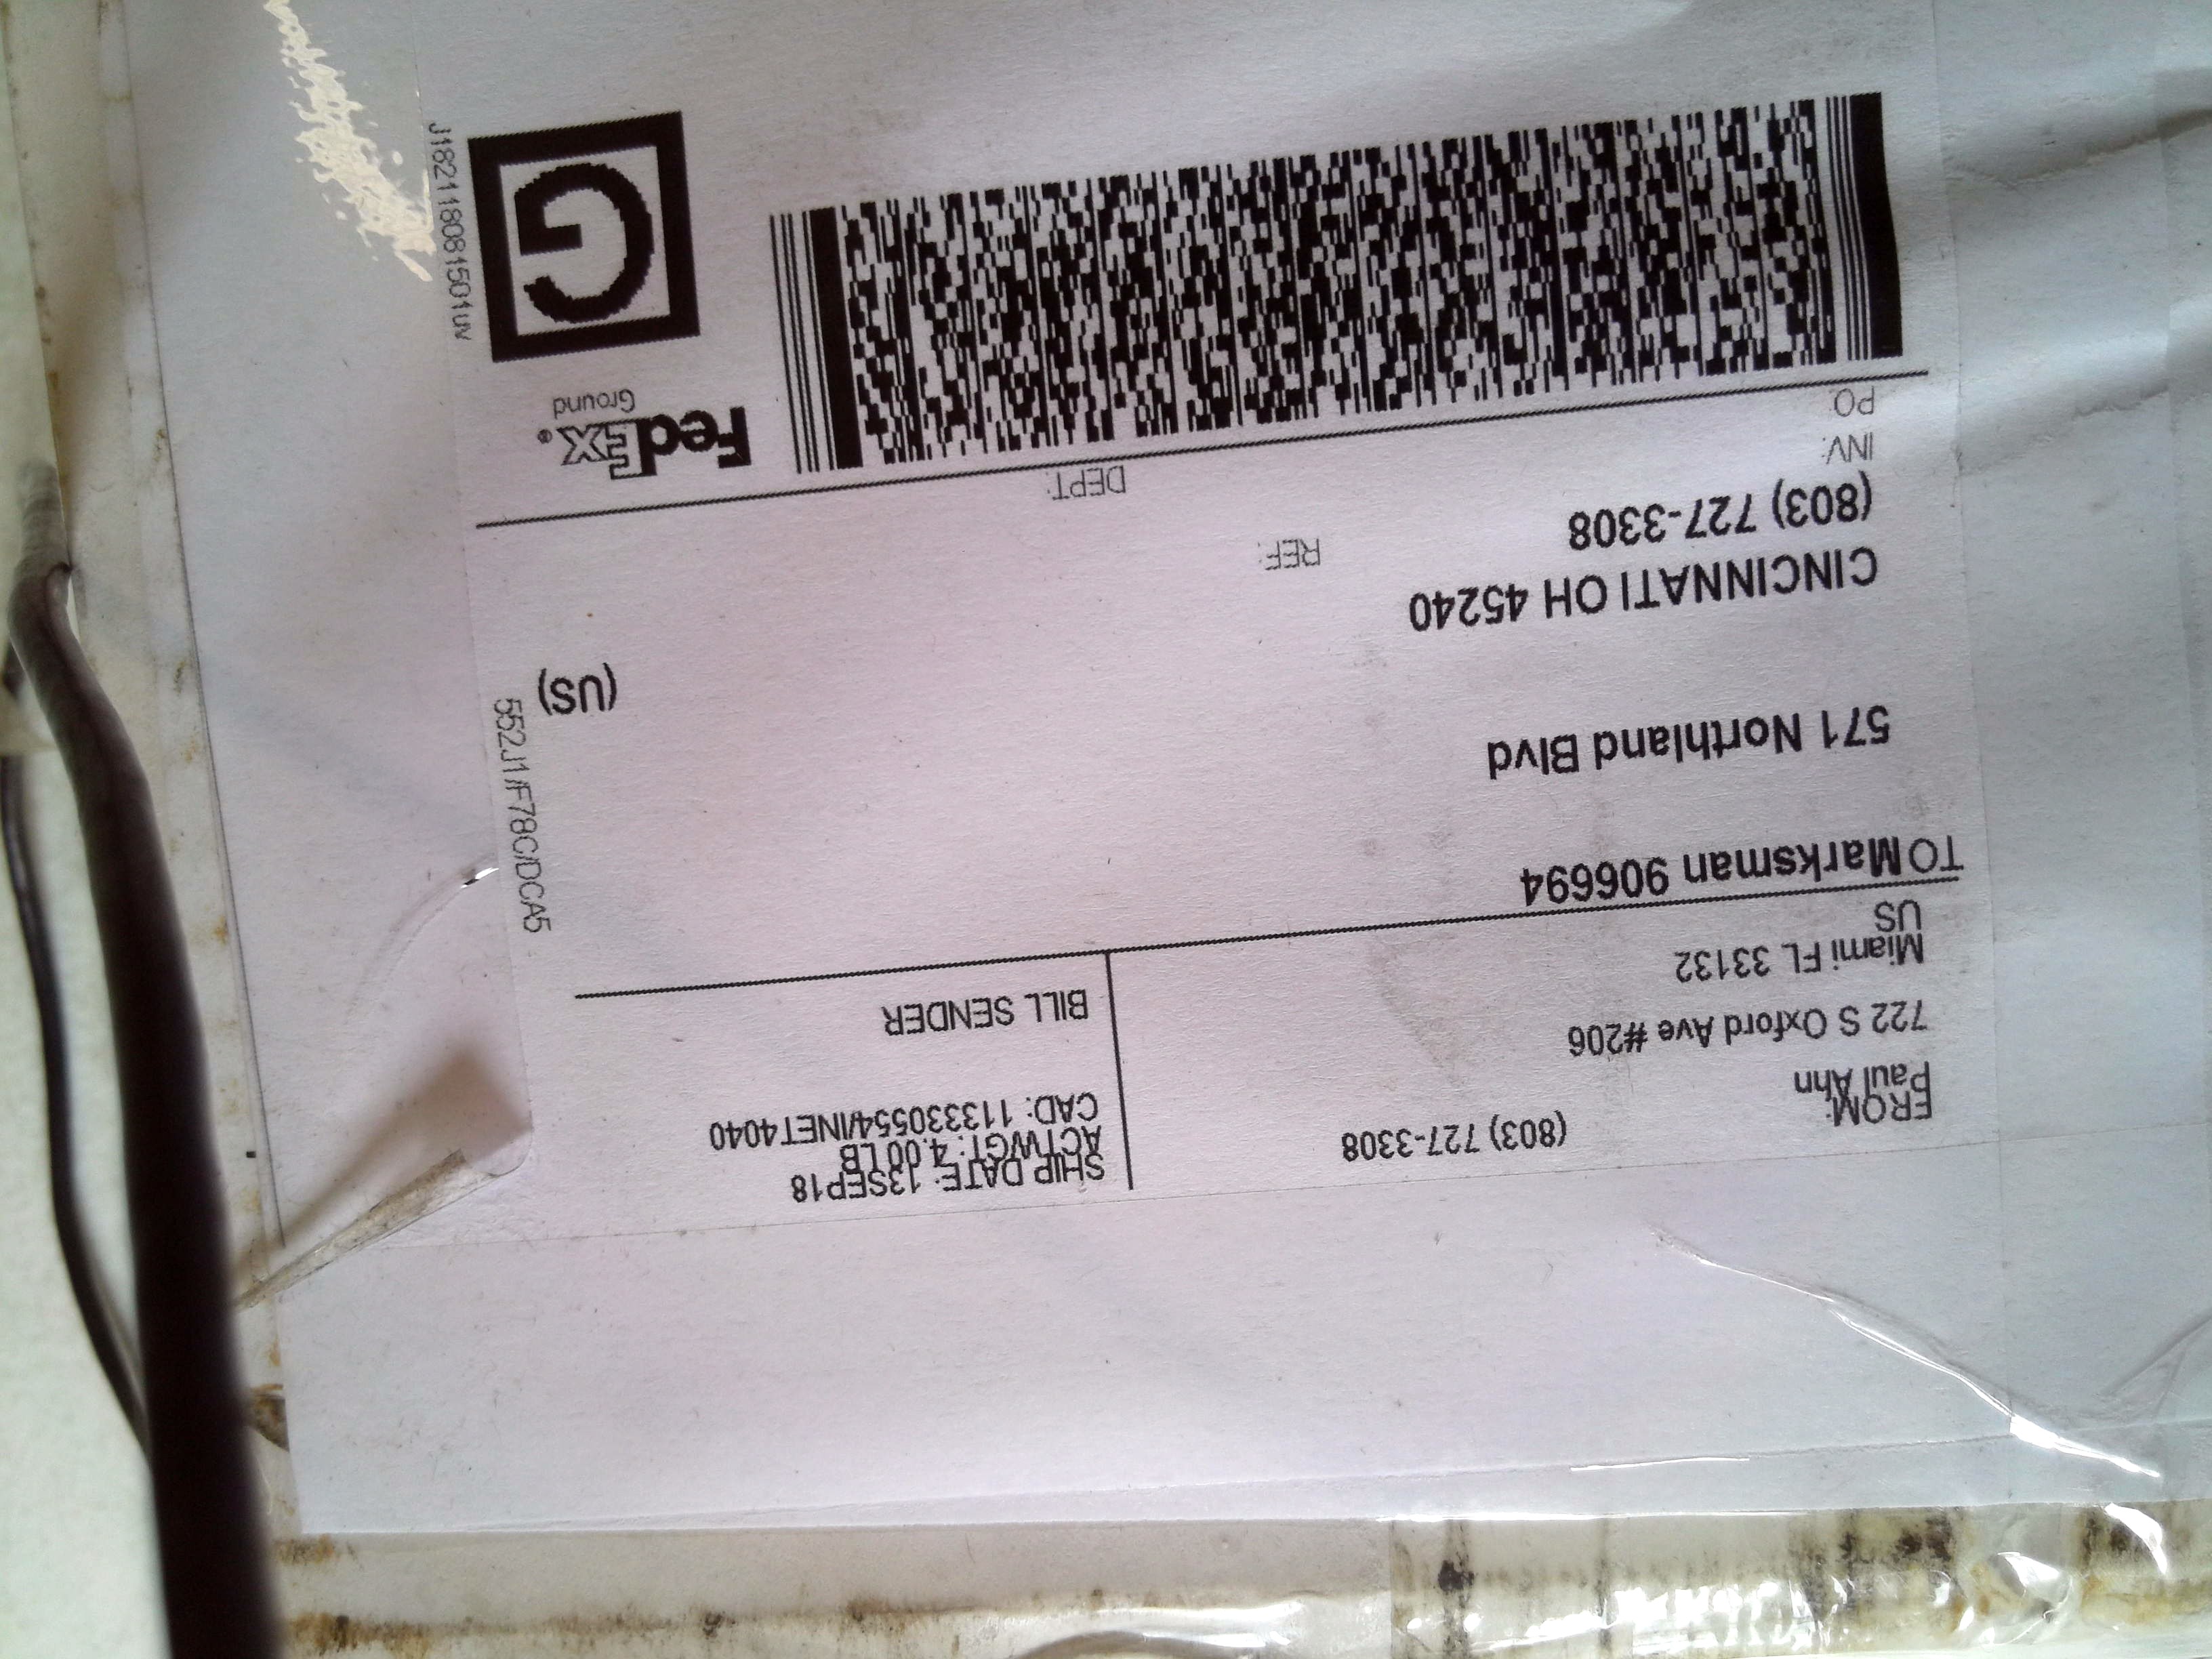 FROM: (803) 727-3308
Paul Ahn
722 S Oxford Ave #206
Miami FL 33132
US
SHIP DATE: 13SEP18
ACTWGT: 4.00 LB
CAD: 113330554/INET4040
BILL SENDER
TO Marksman 906694
571 Northland Blvd
CINCINNATI OH 45240
(US)
(803) 727-3308
REF:
INV:
PO:
DEPT:
552J1/F78C/DCA5
FedEx®
Ground
G
J182118081501uv